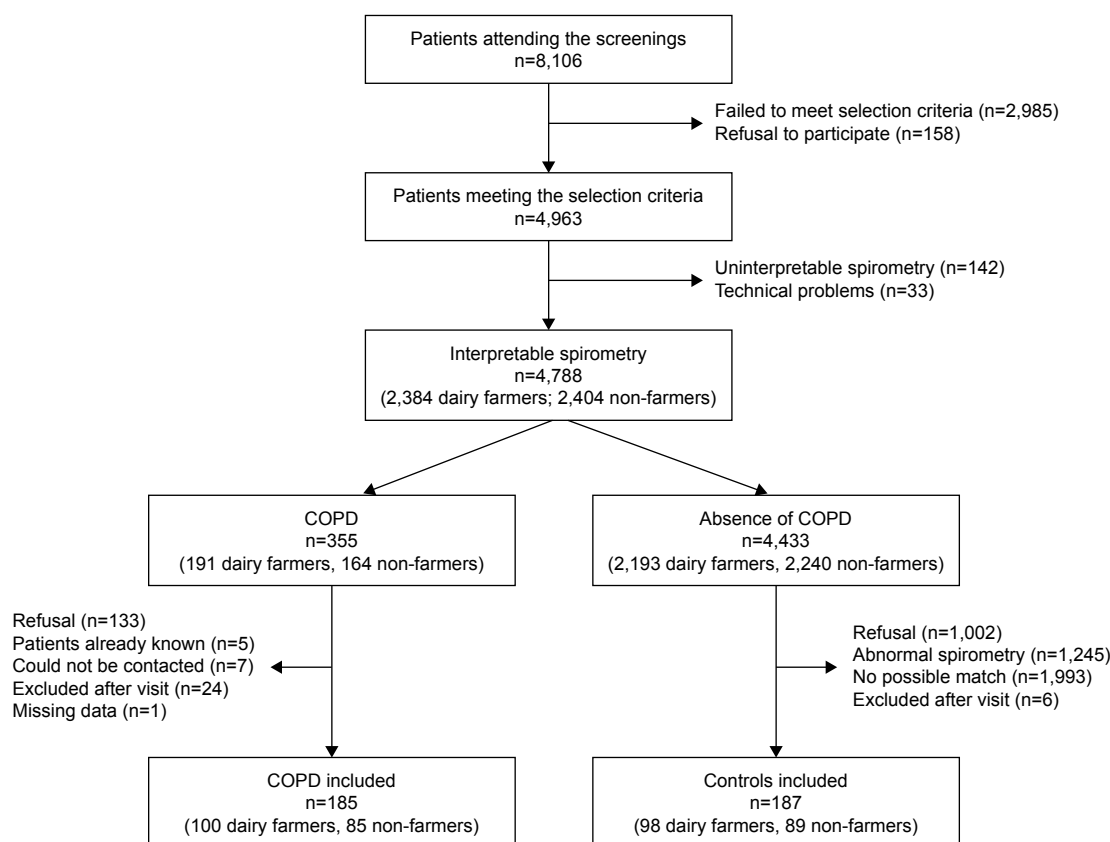 Patients attending the screenings
n=8,106
Failed to meet selection criteria (n=2,985)
Refusal to participate (n=158)
Patients meeting the selection criteria
n=4,963
Uninterpretable spirometry (n=142)
Technical problems (n=33)
Interpretable spirometry
n=4,788
(2,384 dairy farmers; 2,404 non-farmers)
COPD
n=355
(191 dairy farmers, 164 non-farmers)
Absence of COPD
n=4,433
(2,193 dairy farmers, 2,240 non-farmers)
Refusal (n=133)
Patients already known (n=5)
Could not be contacted (n=7)
Excluded after visit (n=24)
Missing data (n=1)
Refusal (n=1,002)
Abnormal spirometry (n=1,245)
No possible match (n=1,993)
Excluded after visit (n=6)
COPD included
n=185
(100 dairy farmers, 85 non-farmers)
Controls included
n=187
(98 dairy farmers, 89 non-farmers)